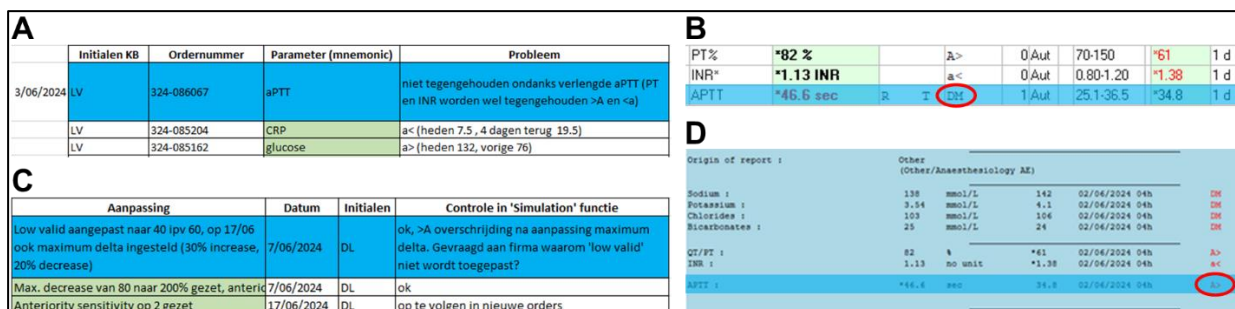 A
Initialen KB Ordernummer Parameter (mnemonic) Probleem
3/06/2024 LV 324-086067 aPTT niet tegengehouden ondanks verlengde aPTT (PT
en INR worden wel tegengehouden >A en <a)
LV 324-085204 CRP a< (heden 7.5 , 4 dagen terug 19.5)
LV 324-085162 glucose a> (heden 132, vorige 76)
B
PT% *82 % A> 0 Aut 70-150 *61 1 d
INR* *1.13 INR a< 0 Aut 0.80-1.20 *1.38 1 d
APTT *46.6 sec R T DM 1 Aut 25.1-36.5 *34.8 1 d
C
Aanpassing Datum Initialen Controle in 'Simulation' functie
Low valid aangepast naar 40 ipv 60, op 17/06
ook maximum delta ingesteld (30% increase,
20% decrease) 7/06/2024 DL ok, >A overschrijding na aanpassing maximum
delta. Gevraagd aan firma waarom 'low valid'
niet wordt toegepast?
Max. decrease van 80 naar 200% gezet, anteric 7/06/2024 DL ok
Anteriority sensitivity op 2 gezet 17/06/2024 DL op te volgen in nieuwe orders
D
Origin of report : Other
(Other/Anaesthesiology AE)
Sodium : 138 mmol/L 142 02/06/2024 04h DM
Potassium : 3.54 mmol/L 4.1 02/06/2024 04h DM
Chlorides : 103 mmol/L 106 02/06/2024 04h DM
Bicarbonates : 25 mmol/L 24 02/06/2024 04h DM
QT/PT : 82 % *61 02/06/2024 04h A>
INR : 1.13 no unit *1.38 02/06/2024 04h a<
APTT : *46.6 sec 34.8 02/06/2024 04h A>